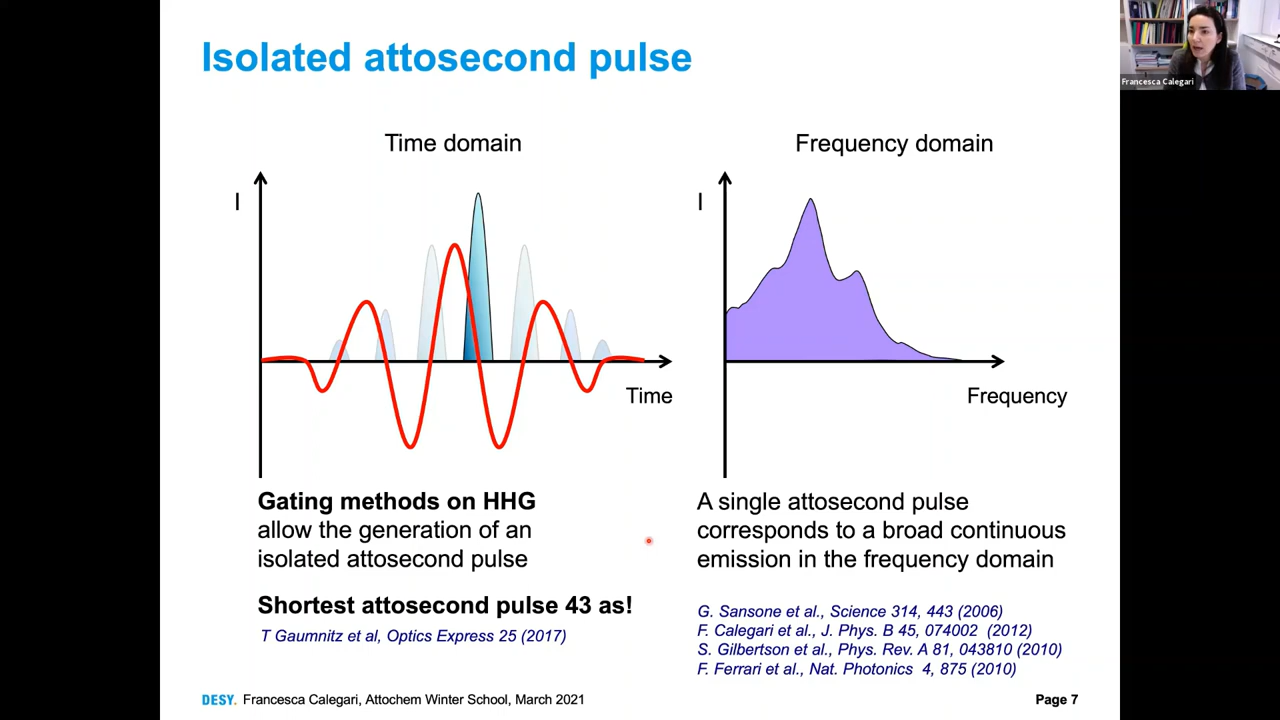 Isolated attosecond pulse
Francesca Calegari
Time domain
I
Time
Frequency domain
I
Frequency
Gating methods on HHG
allow the generation of an
isolated attosecond pulse
Shortest attosecond pulse 43 as!
T Gaumnitz et al, Optics Express 25 (2017)
A single attosecond pulse
corresponds to a broad continuous
emission in the frequency domain
G. Sansone et al., Science 314, 443 (2006)
F. Calegari et al., J. Phys. B 45, 074002 (2012)
S. Gilbertson et al., Phys. Rev. A 81, 043810 (2010)
F. Ferrari et al., Nat. Photonics 4, 875 (2010)
DESY. Francesca Calegari, Attochem Winter School, March 2021
Page 7